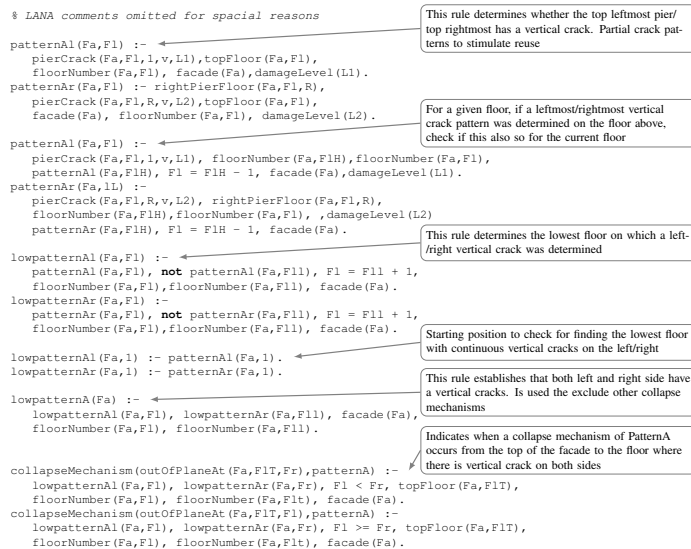 % LANA comments omitted for spacial reasons
This rule determines whether the top leftmost pier/
top rightmost has a vertical crack. Partial crack pat-
terns to stimulate reuse
patternAl(Fa,Fl) :-
pierCrack(Fa,Fl,1,v,L1),topFloor(Fa,Fl),
floorNumber(Fa,Fl), facade(Fa),damageLevel(L1).
patternAr(Fa,Fl) :- rightPierFloor(Fa,Fl,R),
pierCrack(Fa,Fl,R,v,L2),topFloor(Fa,Fl),
facade(Fa), floorNumber(Fa,Fl), damageLevel(L2).
For a given floor, if a leftmost/rightmost vertical
crack pattern was determined on the floor above,
check if this also so for the current floor
patternAl(Fa,Fl) :-
pierCrack(Fa,Fl,1,v,L1), floorNumber(Fa,FlH),floorNumber(Fa,Fl),
patternAl(Fa,FlH), Fl = FlH - 1, facade(Fa),damageLevel(L1).
patternAr(Fa,lL) :-
pierCrack(Fa,Fl,R,v,L2), rightPierFloor(Fa,Fl,R),
floorNumber(Fa,FlH),floorNumber(Fa,Fl), ,damageLevel(L2)
patternAr(Fa,FlH), Fl = FlH - 1, facade(Fa).
This rule determines the lowest floor on which a left-
/right vertical crack was determined
lowpatternAl(Fa,Fl) :-
patternAl(Fa,Fl), not patternAl(Fa,Fll), Fl = Fll + 1,
floorNumber(Fa,Fl),floorNumber(Fa,Fll), facade(Fa).
lowpatternAr(Fa,Fl) :-
patternAr(Fa,Fl), not patternAr(Fa,Fll), Fl = Fll + 1,
floorNumber(Fa,Fl),floorNumber(Fa,Fll), facade(Fa).
Starting position to check for finding the lowest floor
with continuous vertical cracks on the left/right
lowpatternAl(Fa,1) :- patternAl(Fa,1).
lowpatternAr(Fa,1) :- patternAr(Fa,1).
This rule establishes that both left and right side have
a vertical cracks. Is used the exclude other collapse
mechanisms
lowpatternA(Fa) :-
lowpatternAl(Fa,Fl), lowpatternAr(Fa,Fll), facade(Fa),
floorNumber(Fa,Fl), floorNumber(Fa,Fll).
Indicates when a collapse mechanism of PatternA
occurs from the top of the facade to the floor where
there is vertical crack on both sides
collapseMechanism(outOfPlaneAt(Fa,FlT,Fr),patternA) :-
lowpatternAl(Fa,Fl), lowpatternAr(Fa,Fr), Fl < Fr, topFloor(Fa,FlT),
floorNumber(Fa,Fl), floorNumber(Fa,Flt), facade(Fa).
collapseMechanism(outOfPlaneAt(Fa,FlT,Fl),patternA) :-
lowpatternAl(Fa,Fl), lowpatternAr(Fa,Fr), Fl >= Fr, topFloor(Fa,FlT),
floorNumber(Fa,Fl), floorNumber(Fa,Flt), facade(Fa).